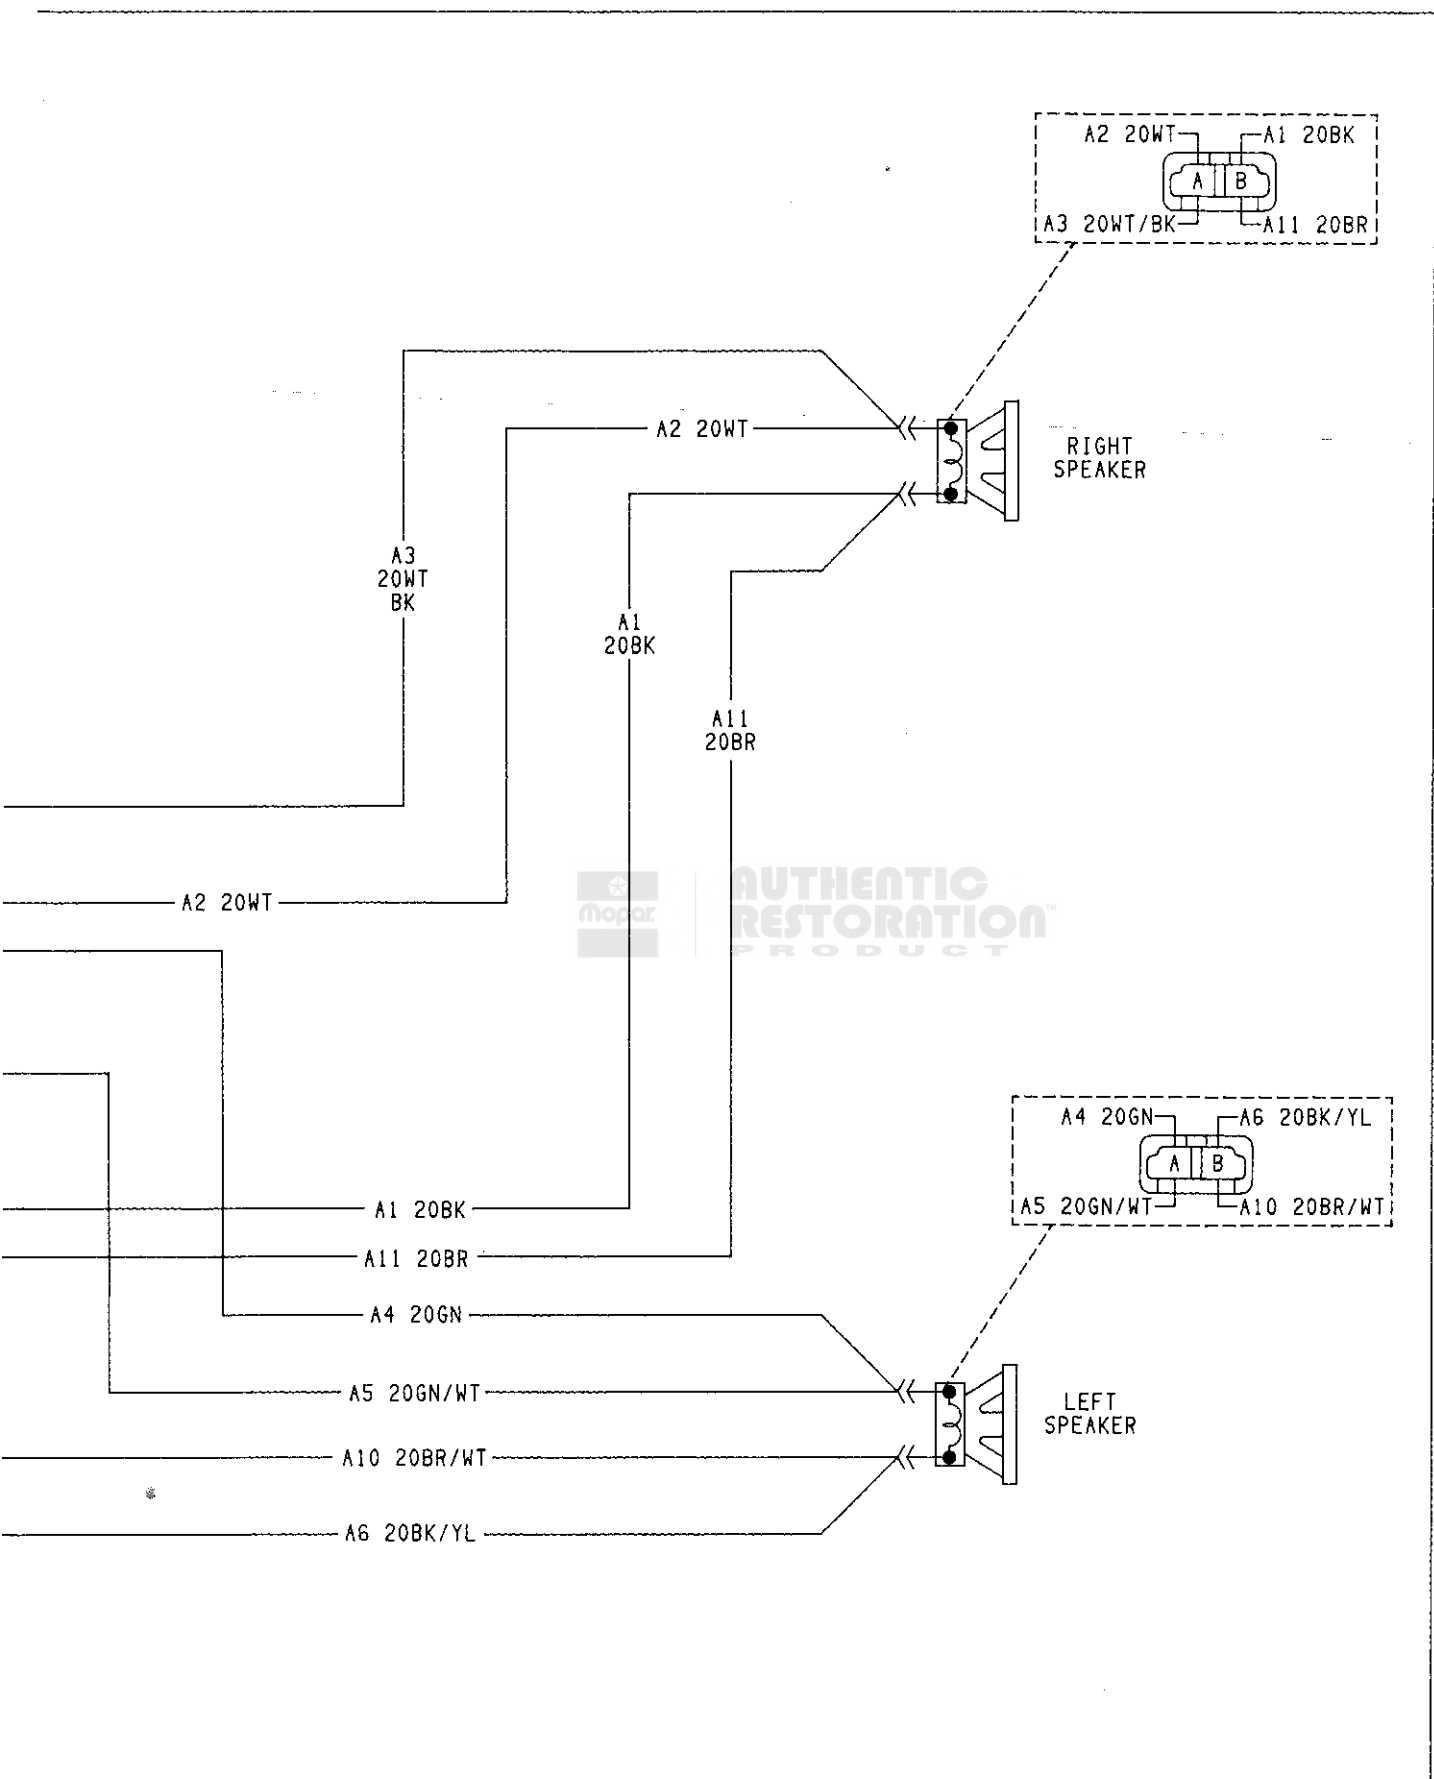 A2 20WT
A1 20BK
A
B
A3 20WT/BK
A11 20BR
A2 20WT
RIGHT
SPEAKER
A3
20WT
BK
A1
20BK
A11
20BR
A2 20WT
Mopar
AUTHENTIC
RESTORATION™
PRODUCT
A4 20GN
A6 20BK/YL
A
B
A5 20GN/WT
A10 20BR/WT
A1 20BK
A11 20BR
A4 20GN
A5 20GN/WT
LEFT
SPEAKER
A10 20BR/WT
A6 20BK/YL